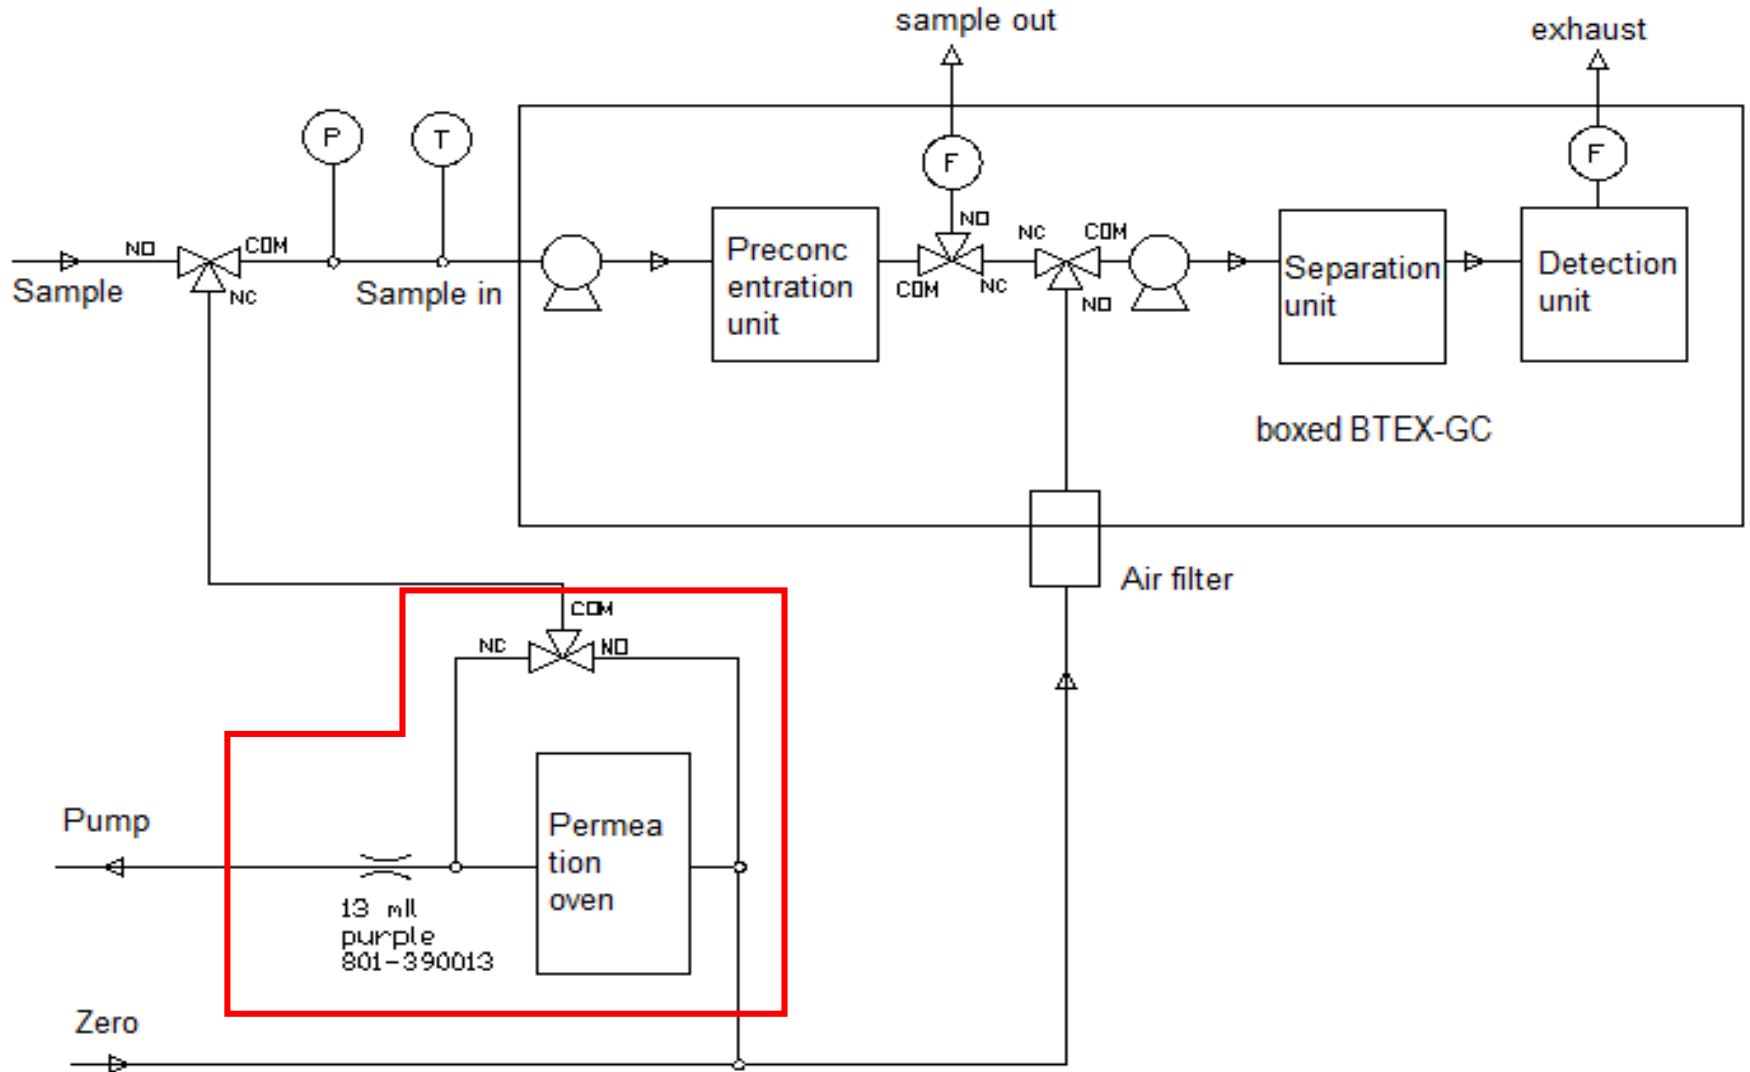 sample out
exhaust
P
T
F
F
NO
COM
NC
Sample
Sample in
Preconc
entration
unit
NO
COM
NC
NC
COM
NO
Separation
unit
Detection
unit
boxed BTEX-GC
Air filter
COM
NC
NO
Pump
Permea
tion
oven
13 mil
purple
801-390013
Zero